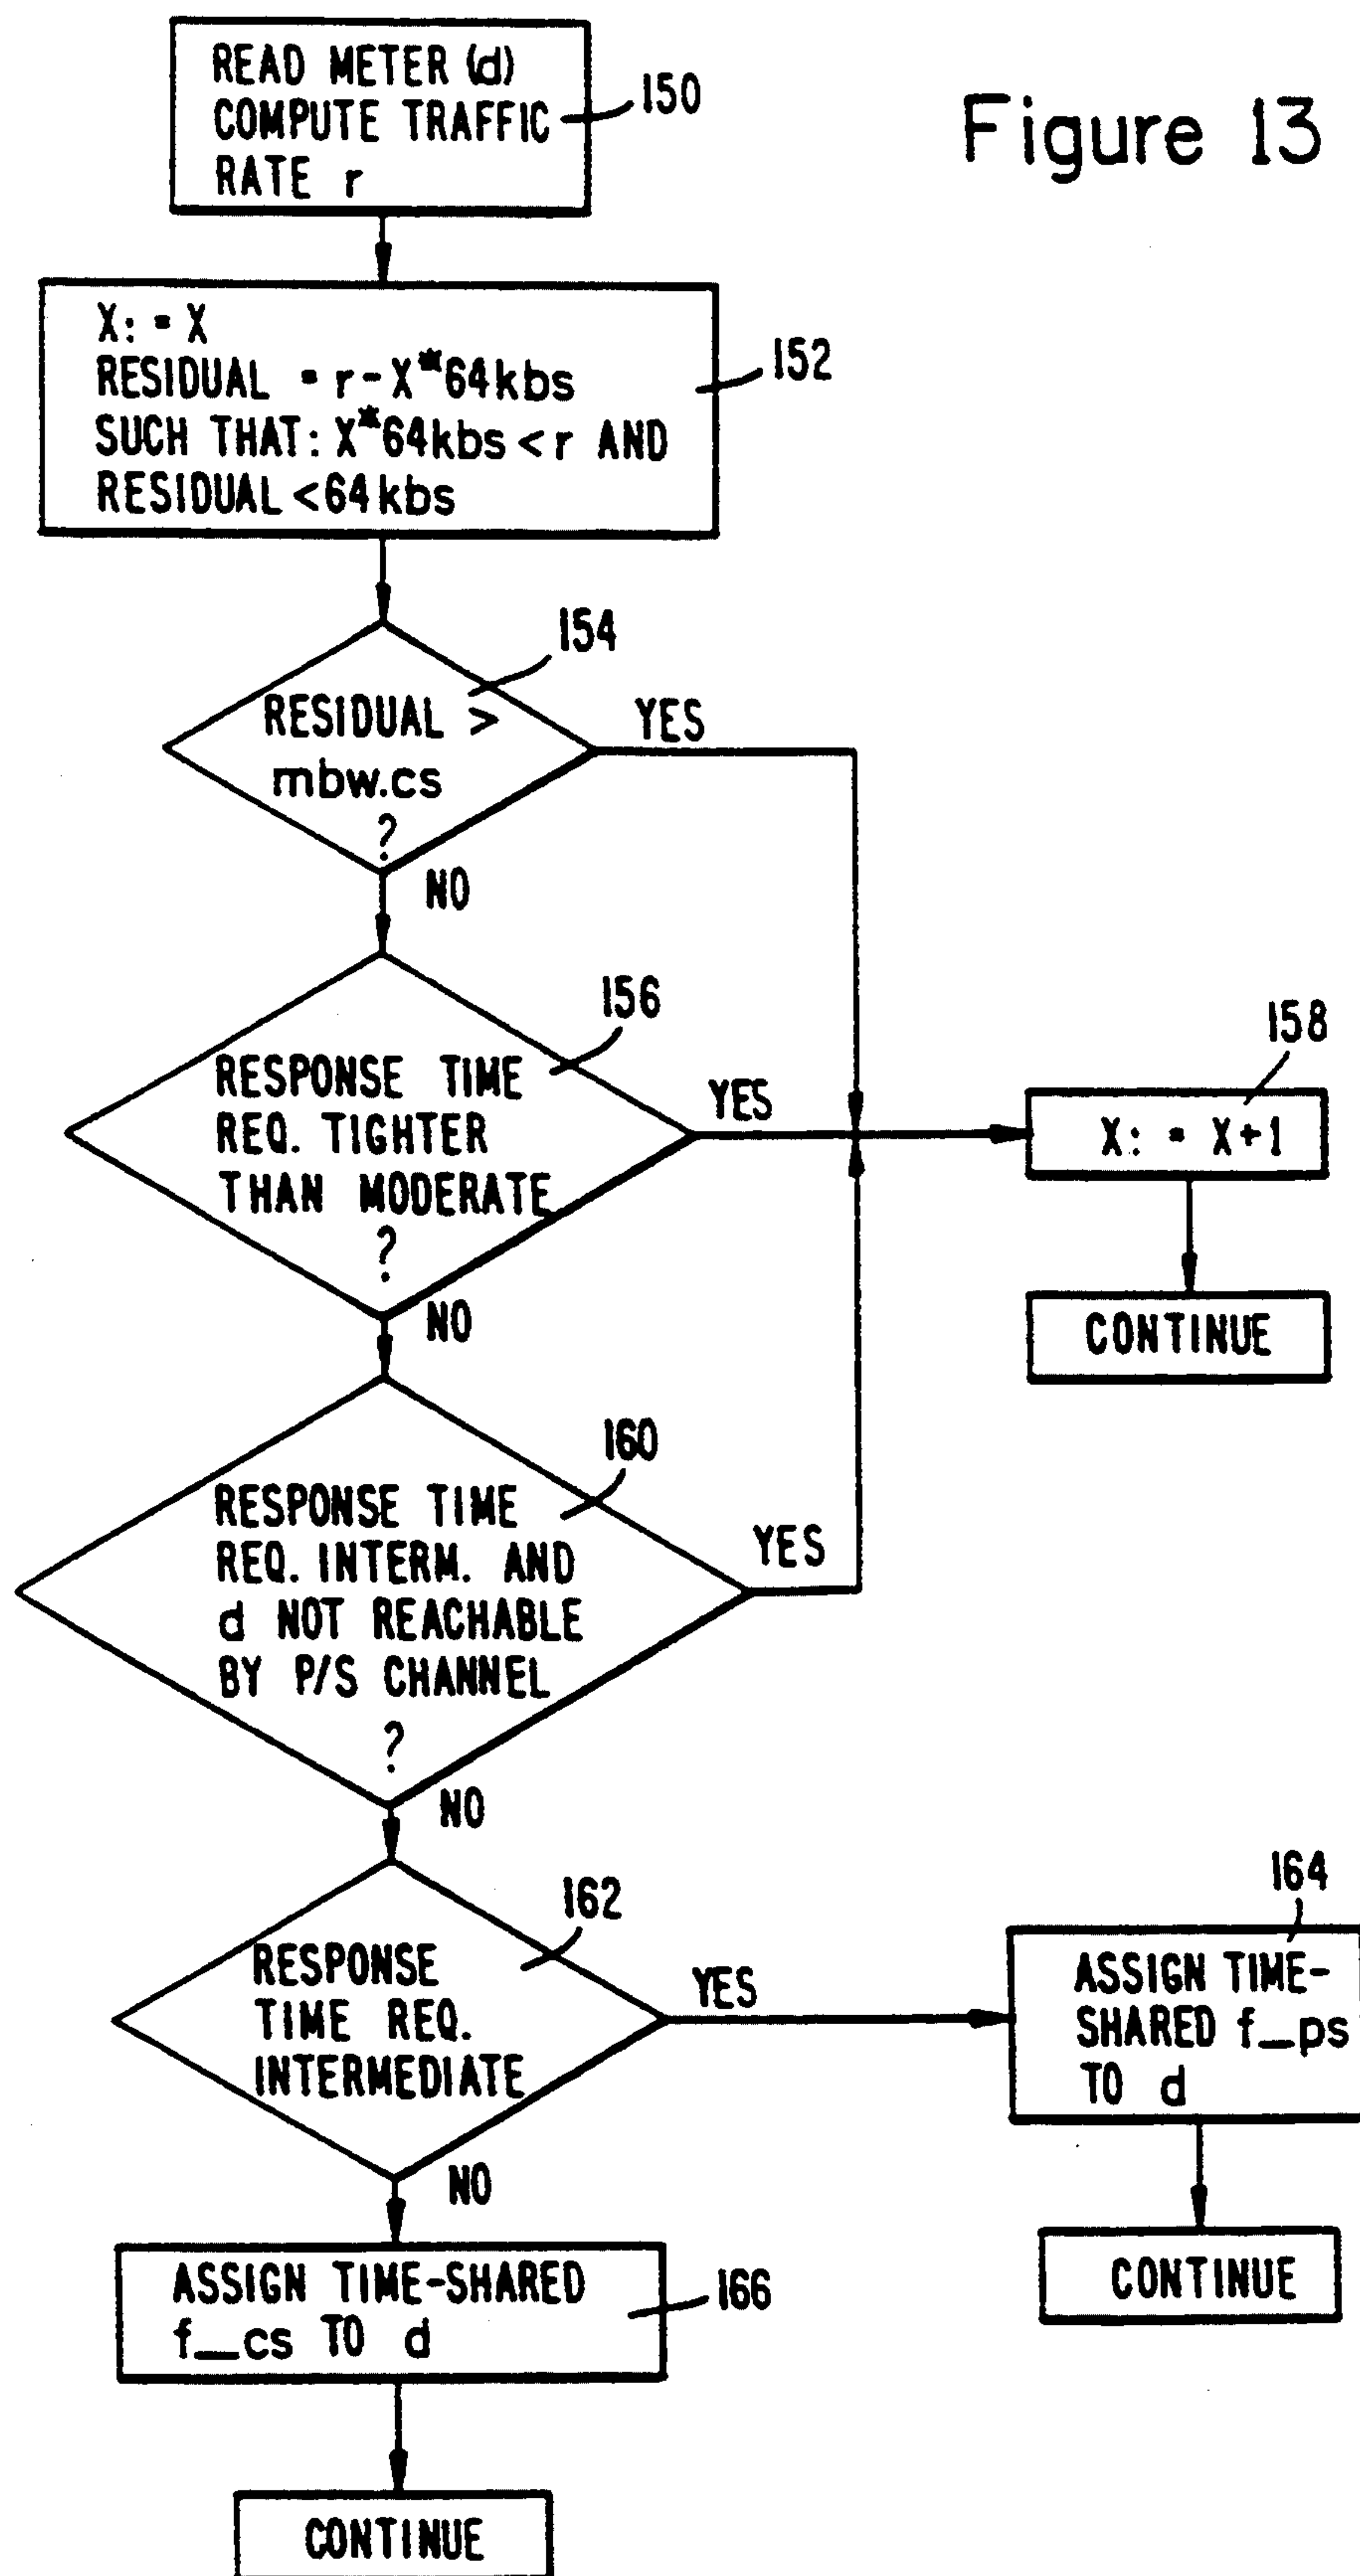 Figure 13
READ METER (d)
COMPUTE TRAFFIC
RATE r
150
X: = X
RESIDUAL = r-X*64kbs
SUCH THAT: X*64kbs < r AND
RESIDUAL <64kbs
152
154
RESIDUAL >
mbw.cs
?
YES
NO
156
RESPONSE TIME
REQ. TIGHTER
THAN MODERATE
?
YES
NO
158
X: = X+1
CONTINUE
160
RESPONSE TIME
REQ. INTERM. AND
d NOT REACHABLE
BY P/S CHANNEL
?
YES
NO
162
RESPONSE
TIME REQ.
INTERMEDIATE
YES
NO
164
ASSIGN TIME-
SHARED f_ps
TO d
CONTINUE
ASSIGN TIME-SHARED
f_cs TO d
166
CONTINUE